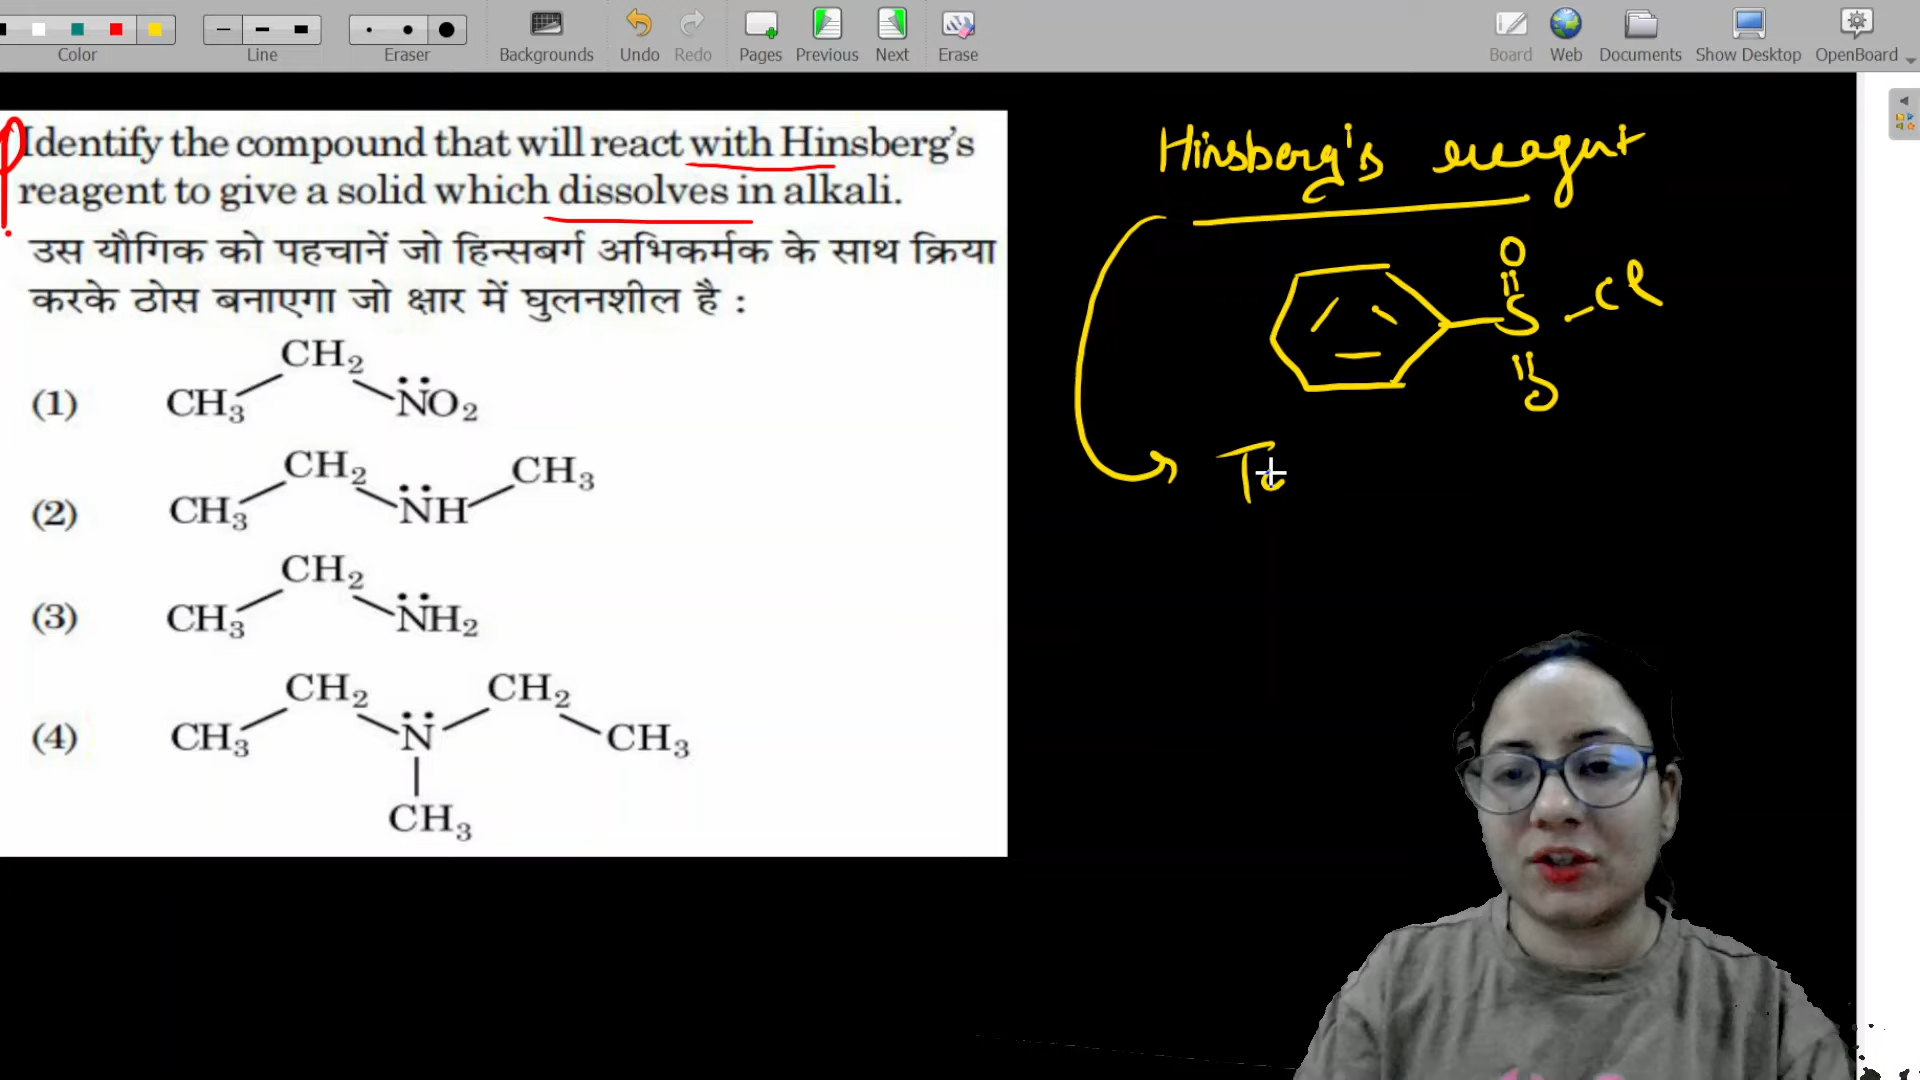 Color
Line
Eraser
Backgrounds
Undo
Redo
Pages
Previous
Next
Erase
Board
Web
Documents
Show Desktop
OpenBoard
Identify the compound that will react with Hinsberg's
reagent to give a solid which dissolves in alkali.
उस यौगिक को पहचानें जो हिन्सबर्ग अभिकर्मक के साथ क्रिया
करके ठोस बनाएगा जो क्षार में घुलनशील है :
(1) CH₃ CH₂ N̈O₂
(2) CH₃ CH₂ N̈H CH₃
(3) CH₃ CH₂ N̈H₂
(4) CH₃ CH₂ N̈ CH₂ CH₃
CH₃
Hinsberg's reagent
O
S - Cl
O
Te